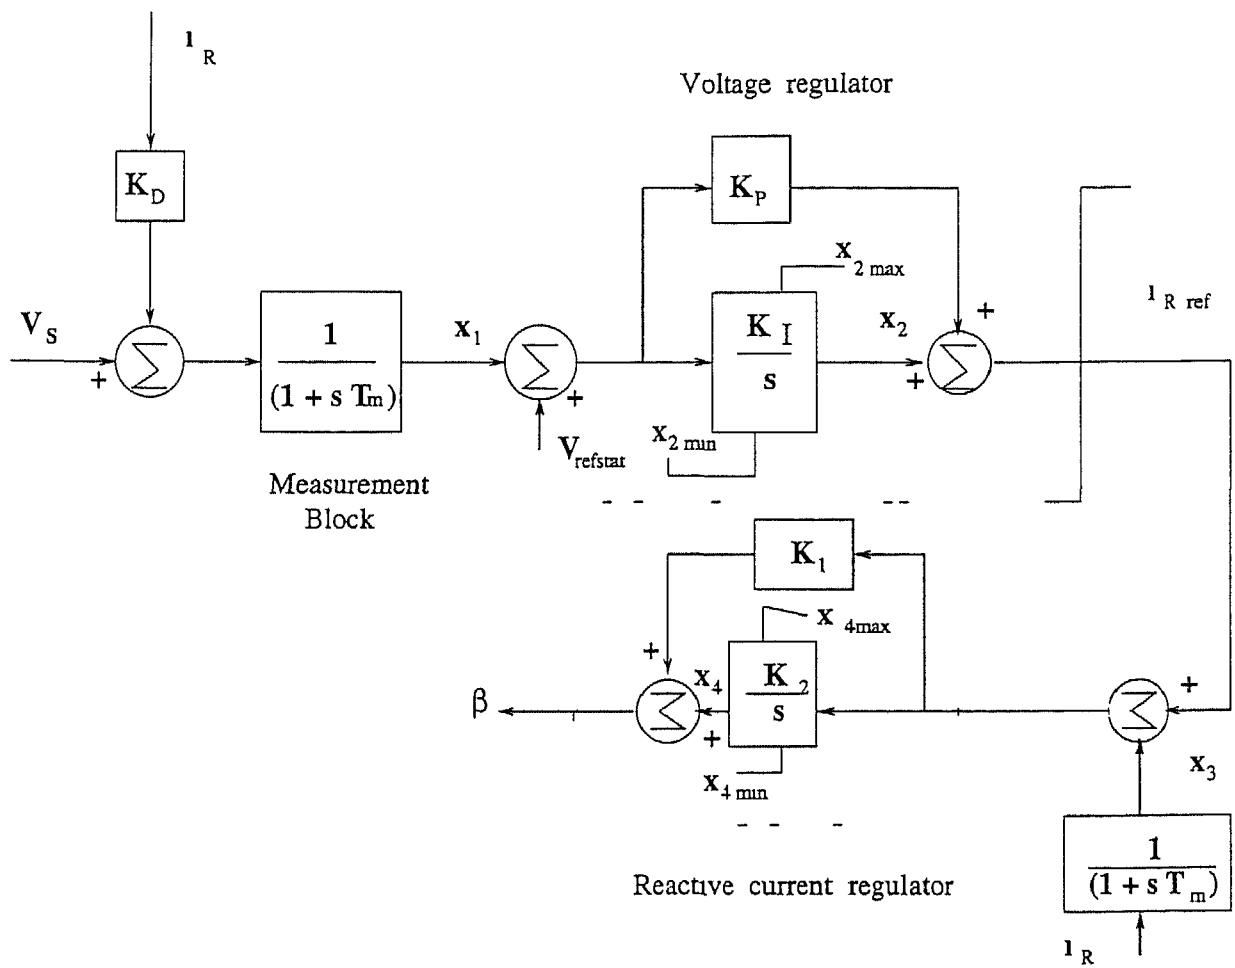 i R
Voltage regulator
K D
K P
x 2 max
i R ref
V S
+
Σ
1
(1 + s Tm)
x 1
Σ
+
V refstat
K I
s
x 2
+
+
Σ
x 2 min
Measurement
Block
K 1
x 4max
+
Σ
β
x 4
+
K 2
s
x 4 min
+
Σ
x 3
1
(1 + s T m)
Reactive current regulator
i R